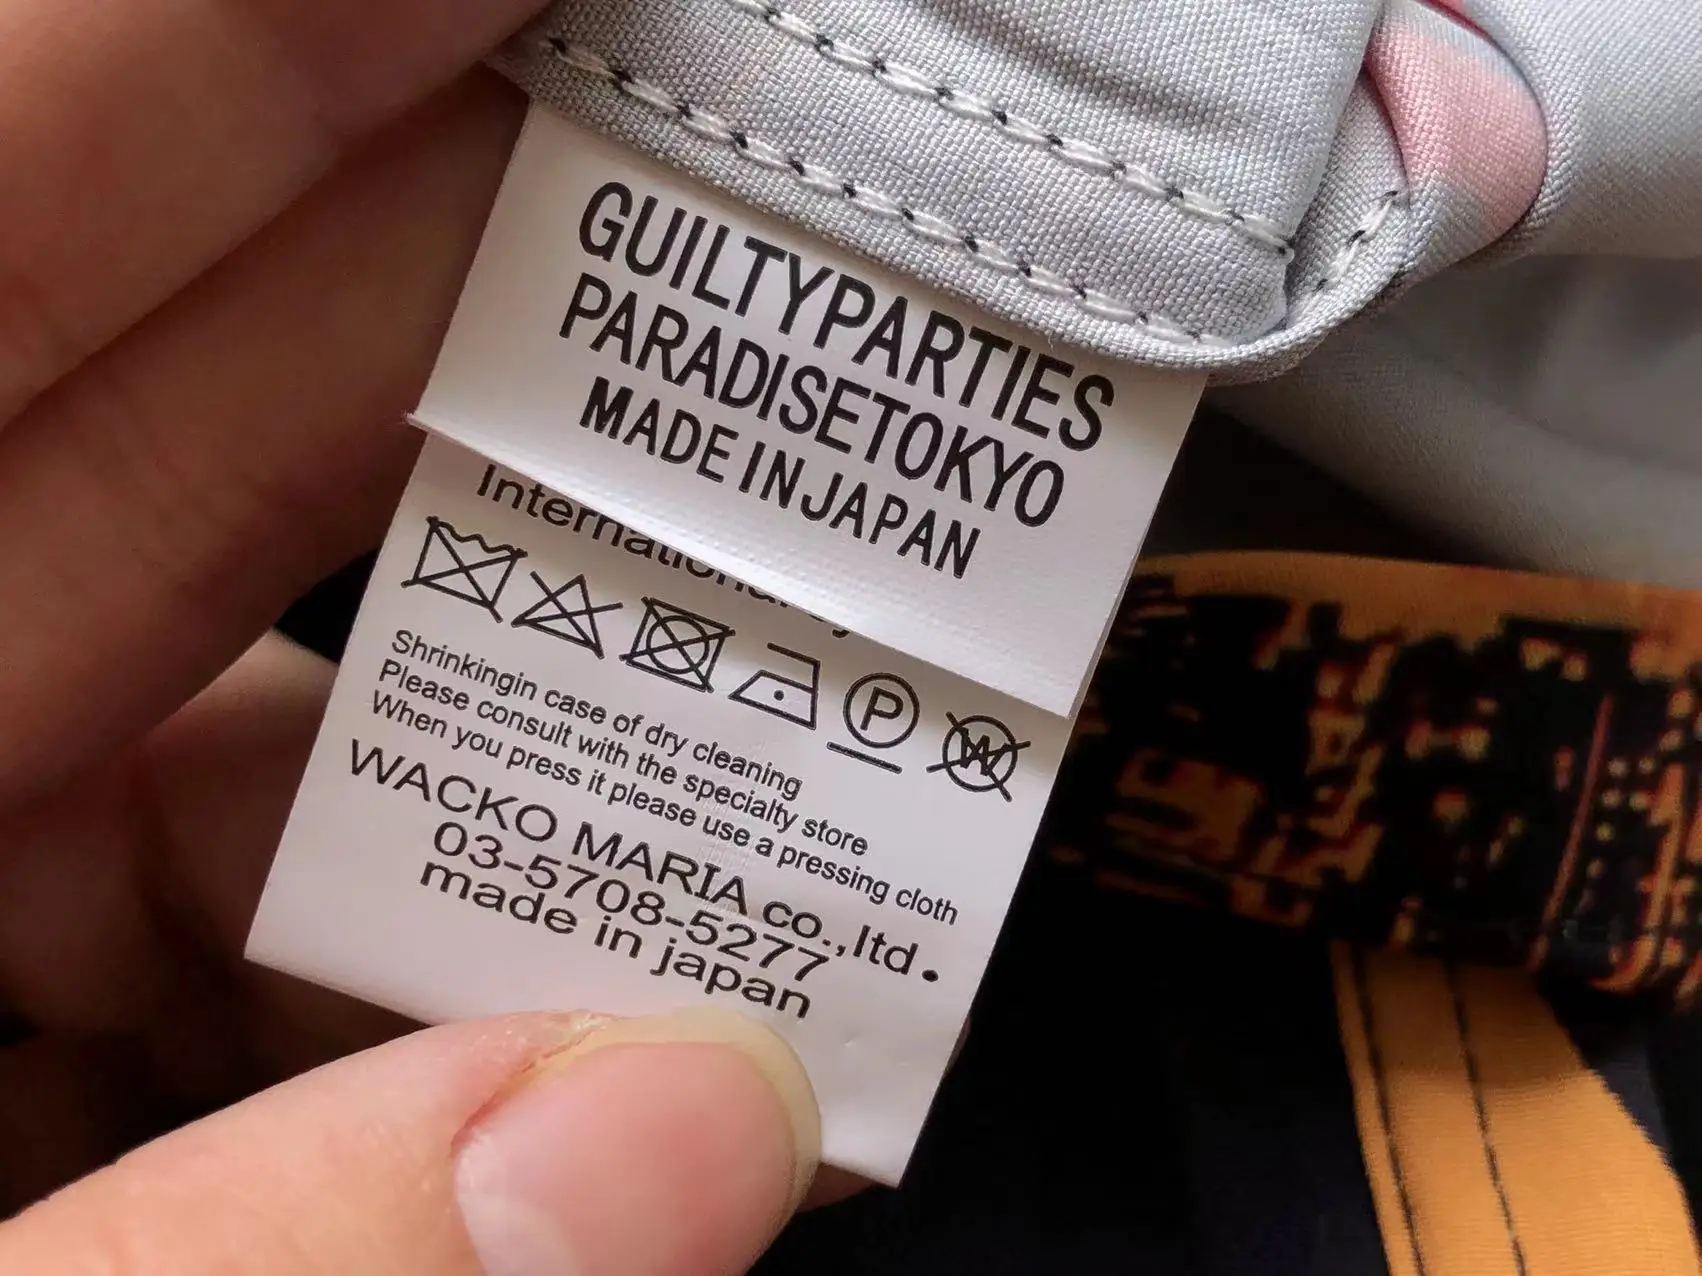 GUILTYPARTIES
PARADISETOKYO
MADE IN JAPAN
International
P
W
Shrinkingin case of dry cleaning
Please consult with the specialty store
When you press it please use a pressing cloth
WACKO MARIA co.,ltd.
03-5708-5277
made in japan